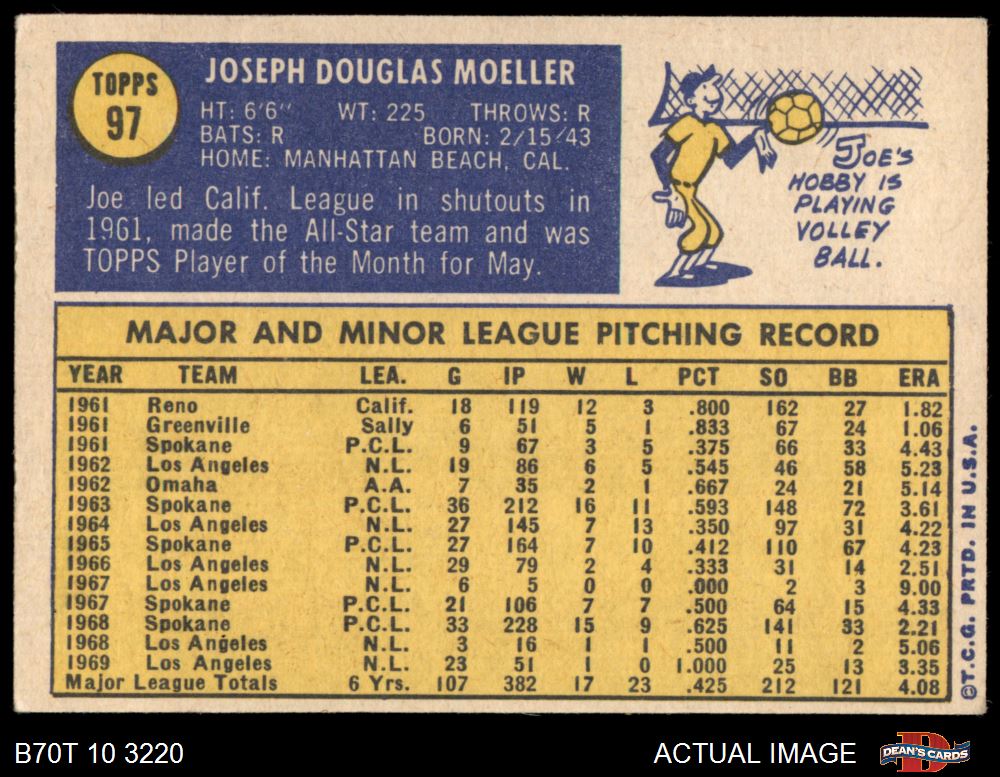 TOPPS
97
JOSEPH DOUGLAS MOELLER
HT: 6'6" WT: 225 THROWS: R
BATS: R BORN: 2/15/43
HOME: MANHATTAN BEACH, CAL.
Joe led Calif. League in shutouts in
1961, made the All-Star team and was
TOPPS Player of the Month for May.
JOE'S
HOBBY IS
PLAYING
VOLLEY
BALL.
MAJOR AND MINOR LEAGUE PITCHING RECORD
YEAR TEAM LEA. G IP W L PCT SO BB ERA
1961 Reno Calif. 18 119 12 3 .800 162 27 1.82
1961 Greenville Sally 6 51 5 1 .833 67 24 1.06
1961 Spokane P.C.L. 9 67 3 5 .375 66 33 4.43
1962 Los Angeles N.L. 19 86 6 5 .545 46 58 5.23
1962 Omaha A.A. 7 35 2 1 .667 24 21 5.14
1963 Spokane P.C.L. 36 212 16 11 .593 148 72 3.61
1964 Los Angeles N.L. 27 145 7 13 .350 97 31 4.22
1965 Spokane P.C.L. 27 164 7 10 .412 110 67 4.23
1966 Los Angeles N.L. 29 79 2 4 .333 31 14 2.51
1967 Los Angeles N.L. 6 5 0 0 .000 2 3 9.00
1967 Spokane P.C.L. 21 106 7 7 .500 64 15 4.33
1968 Spokane P.C.L. 33 228 15 9 .625 141 33 2.21
1968 Los Angeles N.L. 3 16 1 1 .500 11 2 5.06
1969 Los Angeles N.L. 23 51 1 0 1.000 25 13 3.35
Major League Totals 6 Yrs. 107 382 17 23 .425 212 121 4.08
©T.C.G. PRTD. IN U.S.A.
B70T 10 3220
ACTUAL IMAGE
DEAN'S CARDS